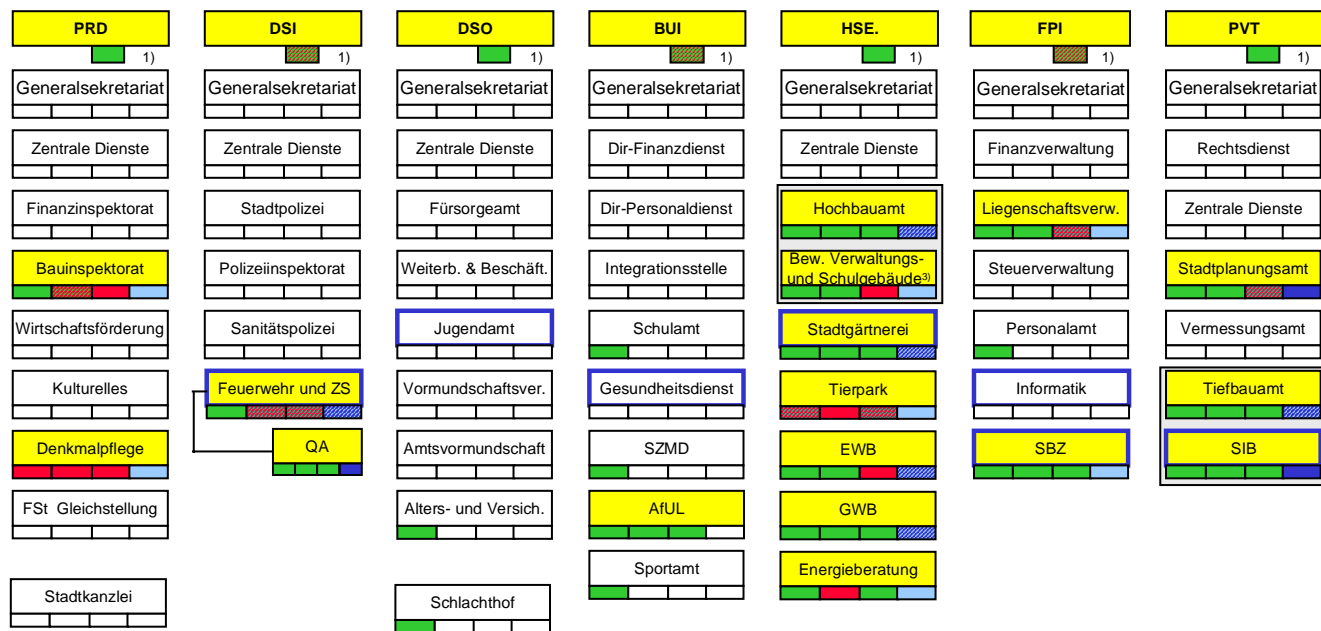 PRD
1)
Generalsekretariat
Zentrale Dienste
Finanzinspektorat
Bauinspektorat
Wirtschaftsförderung
Kulturelles
Denkmalpflege
FSt Gleichstellung
Stadtkanzlei
DSI
1)
Generalsekretariat
Zentrale Dienste
Stadtpolizei
Polizeiinspektorat
Sanitätspolizei
Feuerwehr und ZS
QA
DSO
1)
Generalsekretariat
Zentrale Dienste
Fürsorgeamt
Weiterb. & Beschäft.
Jugendamt
Vormundschaftsver.
Amtsvormundschaft
Alters- und Versich.
Schlachthof
BUI
1)
Generalsekretariat
Dir-Finanzdienst
Dir-Personaldienst
Integrationsstelle
Schulamt
Gesundheitsdienst
SZMD
AfUL
Sportamt
HSE.
1)
Generalsekretariat
Zentrale Dienste
Hochbauamt
Bew. Verwaltungs-
und Schulgebäude³⁾
Stadtgärtnerei
Tierpark
EWB
GWB
Energieberatung
FPI
1)
Generalsekretariat
Finanzverwaltung
Liegenschaftsverw.
Steuerverwaltung
Personalamt
Informatik
SBZ
PVT
1)
Generalsekretariat
Rechtsdienst
Zentrale Dienste
Stadtplanungsamt
Vermessungsamt
Tiefbauamt
SIB